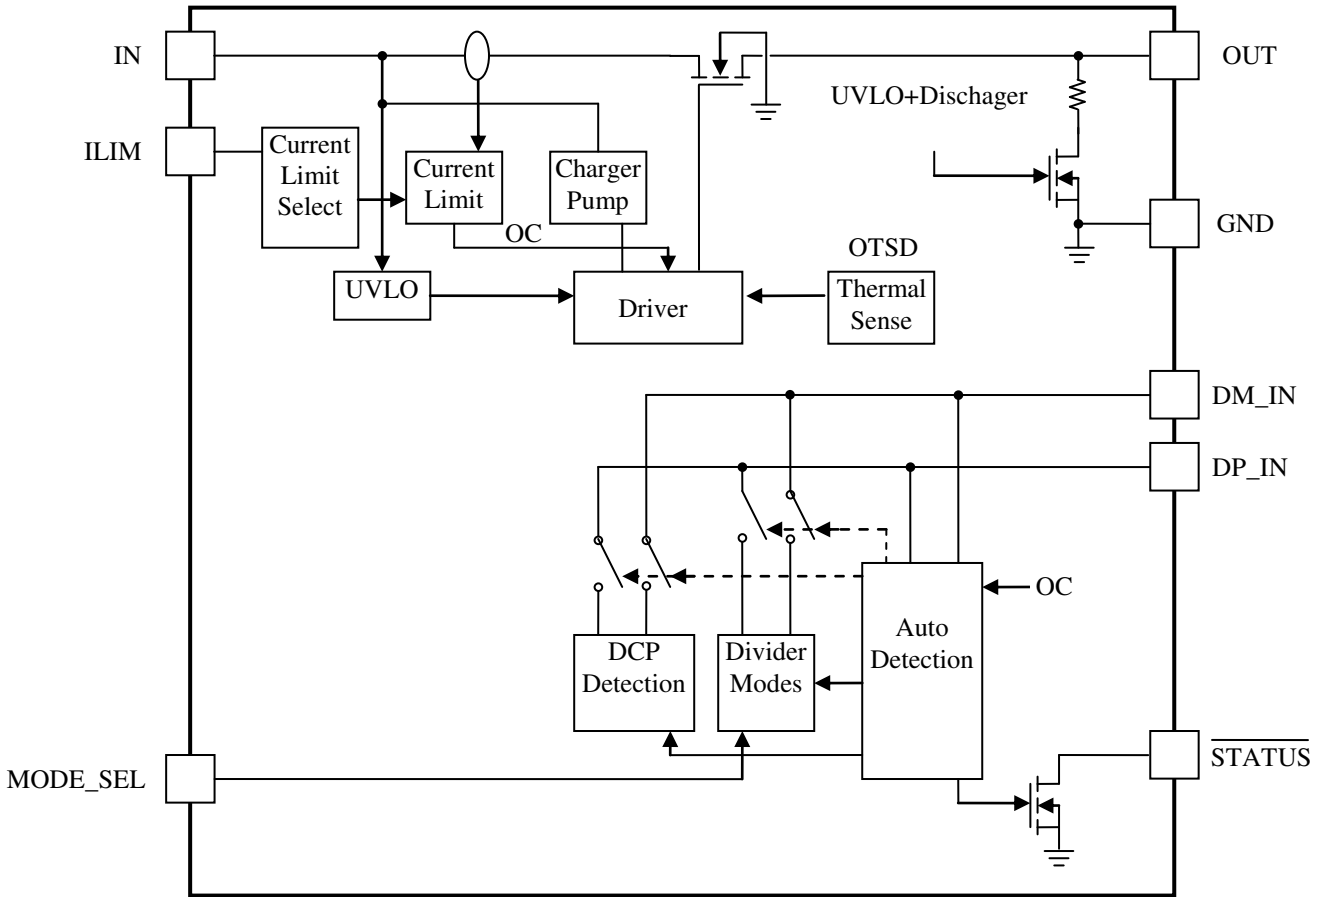 IN
OUT
UVLO+Dischager
ILIM
Current
Limit
Select
Current
Limit
Charger
Pump
GND
OC
OTSD
UVLO
Driver
Thermal
Sense
DM_IN
DP_IN
OC
Auto
Detection
DCP
Detection
Divider
Modes
STATUS
MODE_SEL